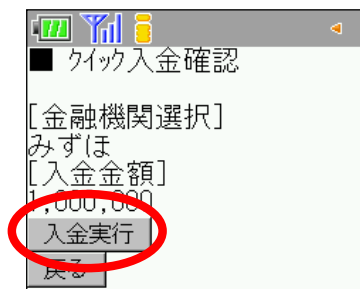 ■ クイック入金確認
[金融機関選択]
みずほ
[入金金額]
1,000,000
入金実行
戻る